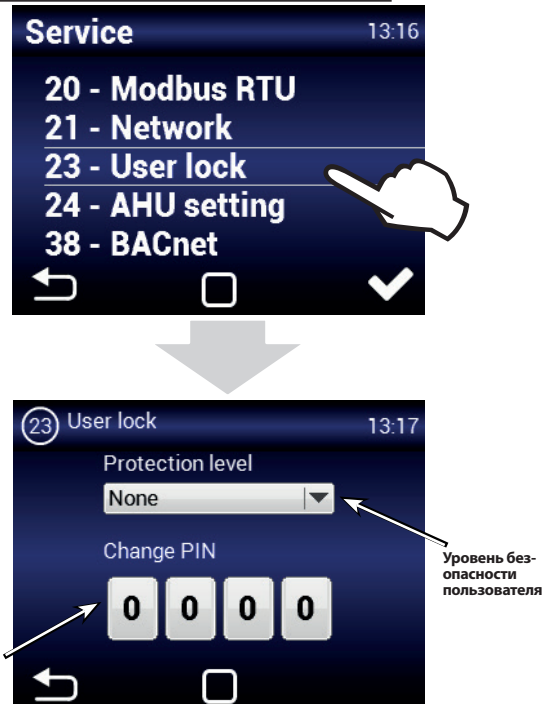 Service 13:16
20 - Modbus RTU
21 - Network
23 - User lock
24 - AHU setting
38 - BACnet
23 User lock 13:17
Protection level
None
Уровень без-
опасности
пользователя
Change PIN
0 0 0 0